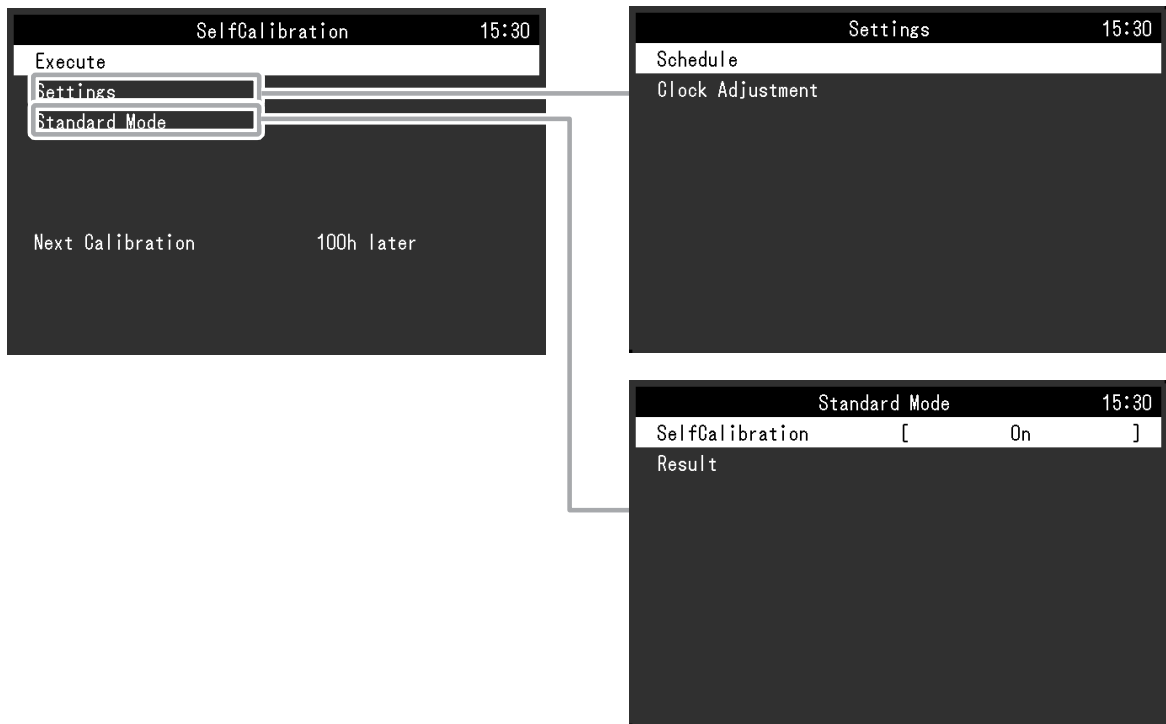 SelfCalibration 15:30
Execute
Settings
Standard Mode
Next Calibration 100h later
Settings 15:30
Schedule
Clock Adjustment
Standard Mode 15:30
SelfCalibration [ On ]
Result